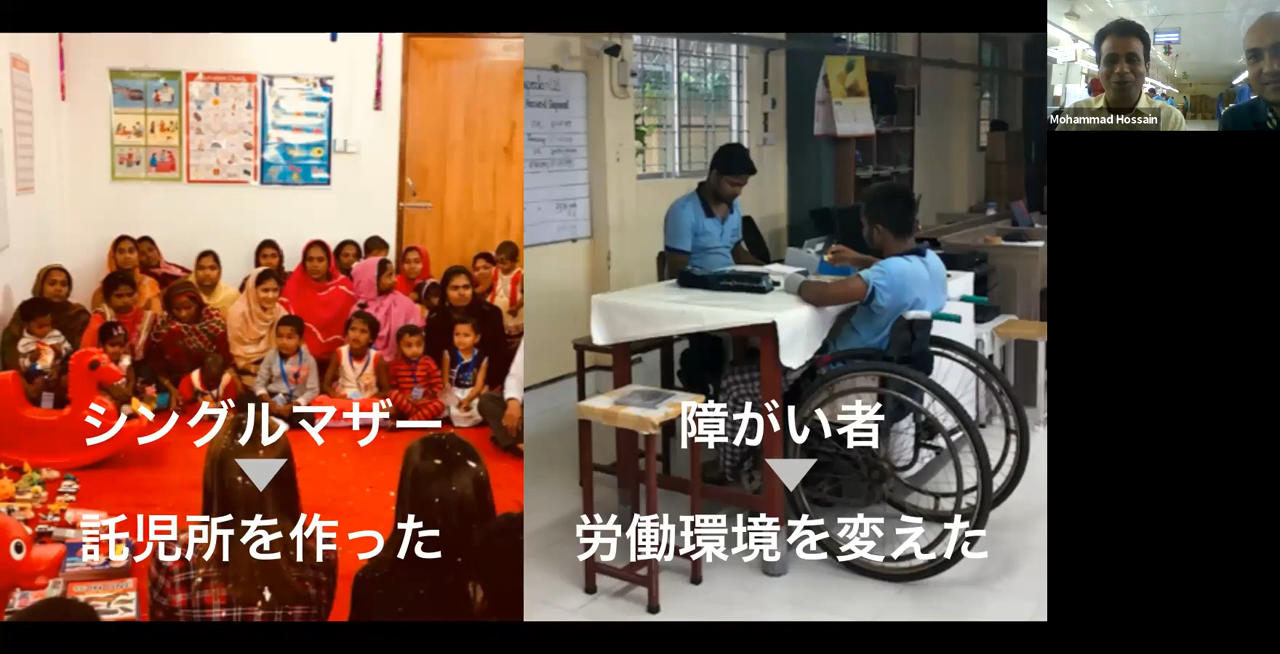 シングルマザー
託児所を作った
障がい者
労働環境を変えた
Mohammad Hossain